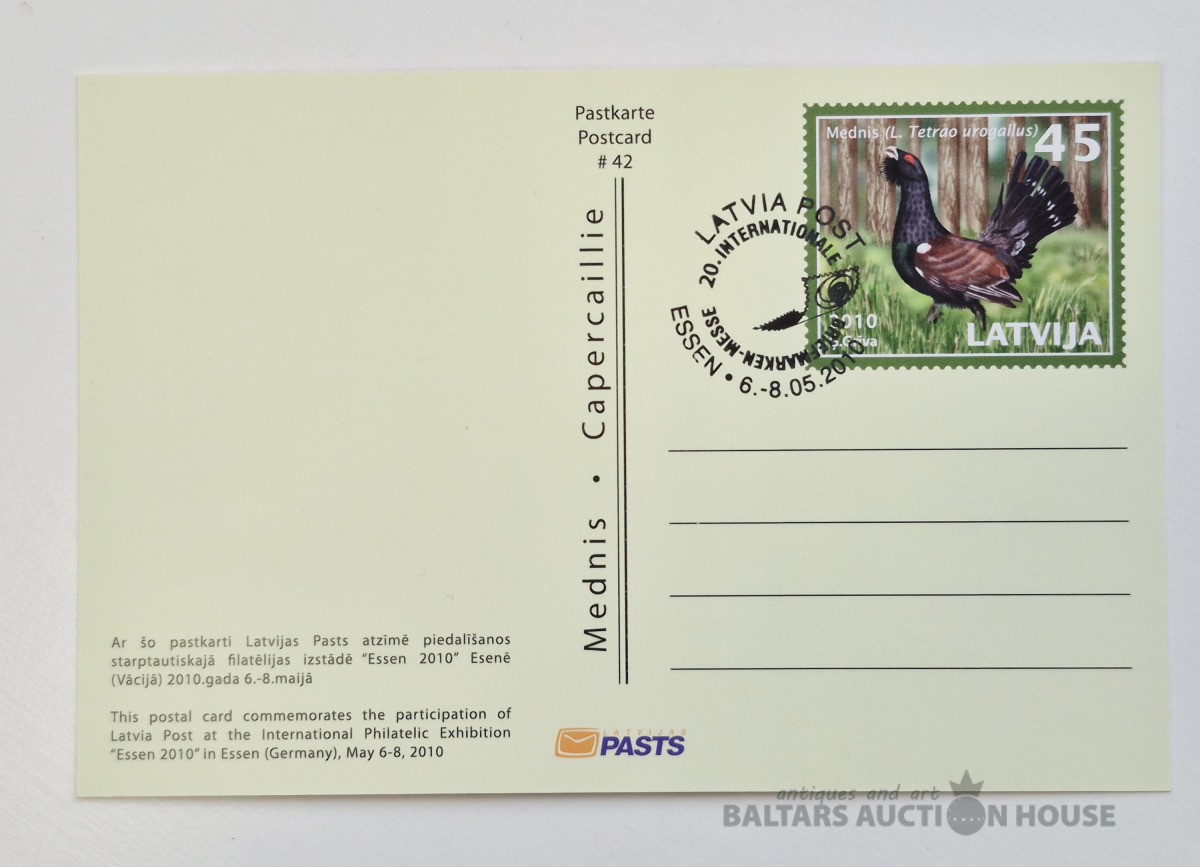 Pastkarte
Postcard
# 42
Mednis • Capercaillie
Mednis (L. Tetrao urogallus)
45
2010
LATVIJA
LATVIA POST
20. INTERNATIONALE
BRIEFMARKEN-MESSE
ESSEN • 6.-8.05.2010
Ar šo pastkarti Latvijas Pasts atzīmē piedalīšanos
starptautiskajā filatēlijas izstādē "Essen 2010" Esenē
(Vācijā) 2010.gada 6.-8.maijā
This postal card commemorates the participation of
Latvia Post at the International Philatelic Exhibition
"Essen 2010" in Essen (Germany), May 6-8, 2010
LATVIJAS
PASTS
antiques and art
BALTARS AUCTION HOUSE